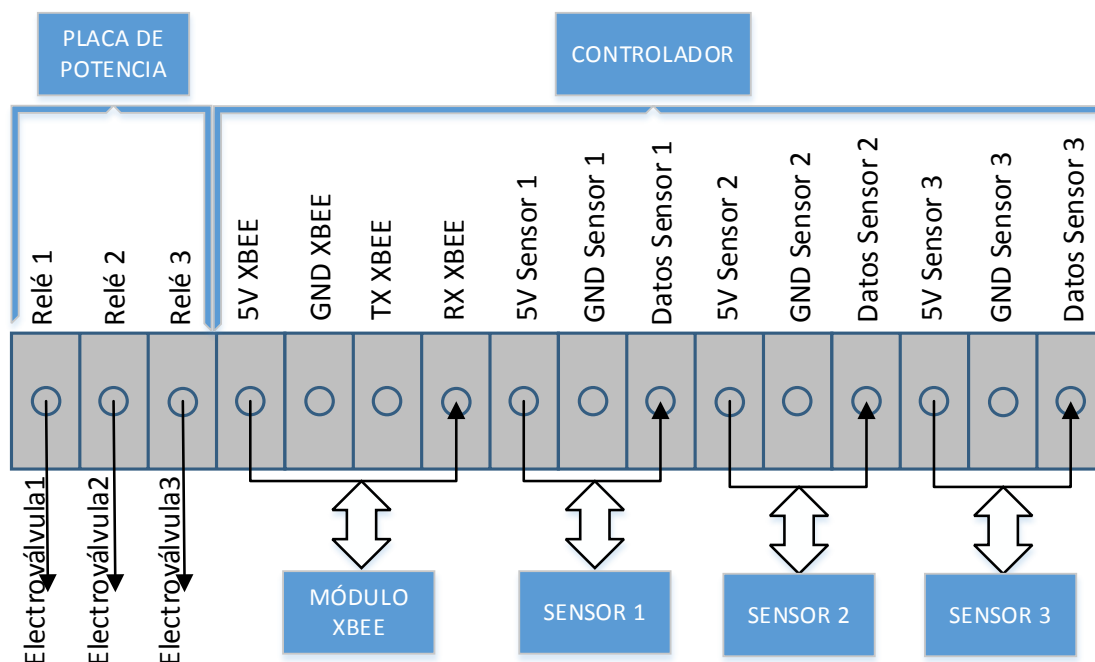 PLACA DE
POTENCIA
CONTROLADOR
Relé 1
Relé 2
Relé 3
5V XBEE
GND XBEE
TX XBEE
RX XBEE
5V Sensor 1
GND Sensor 1
Datos Sensor 1
5V Sensor 2
GND Sensor 2
Datos Sensor 2
5V Sensor 3
GND Sensor 3
Datos Sensor 3
Electroválvula1
Electroválvula2
Electroválvula3
MÓDULO
XBEE
SENSOR 1
SENSOR 2
SENSOR 3